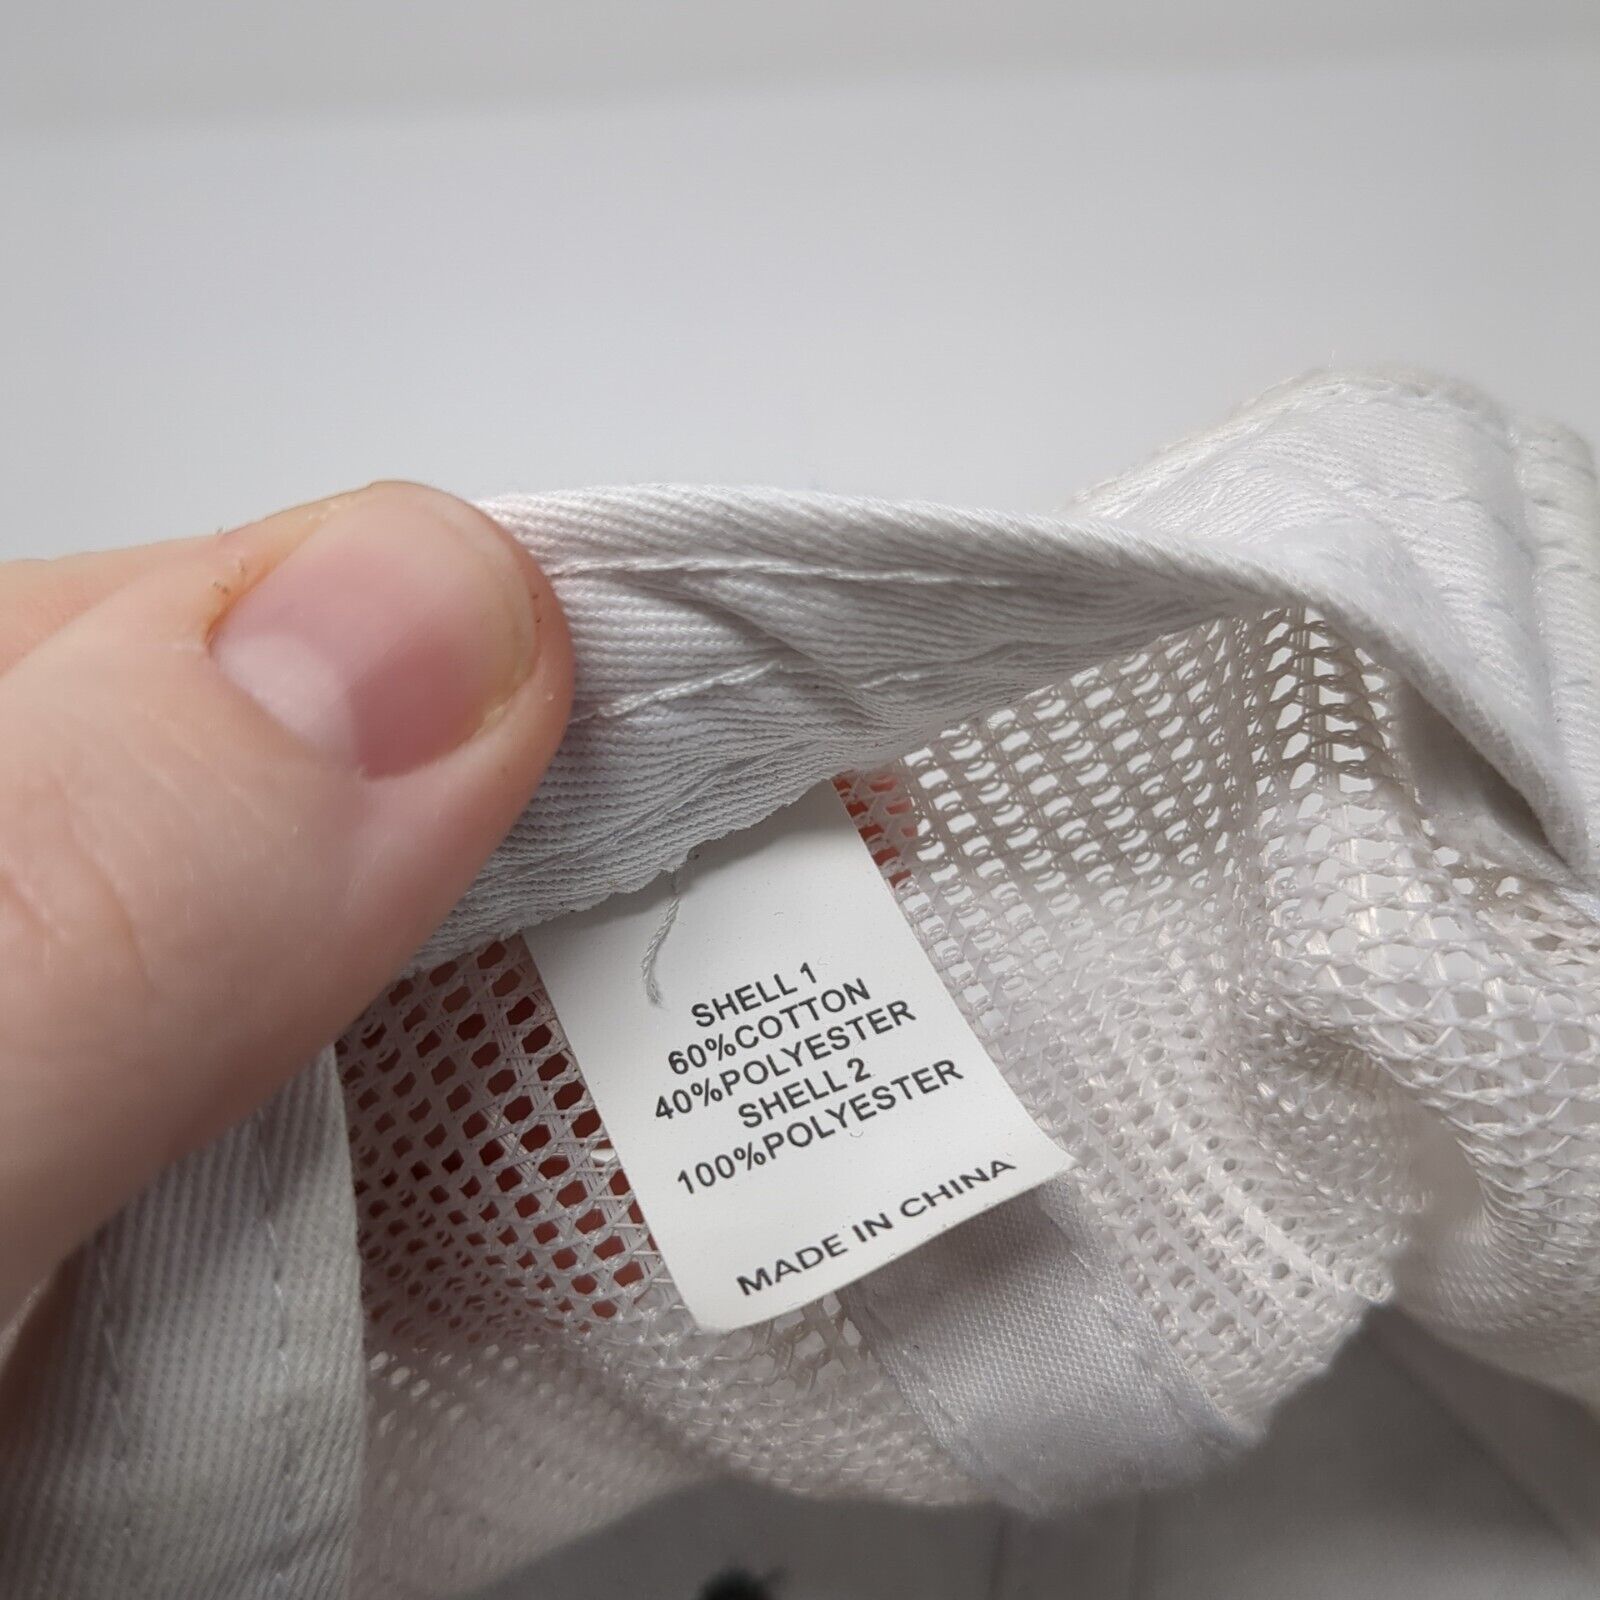 SHELL 1
60%COTTON
40%POLYESTER
SHELL 2
100%POLYESTER
MADE IN CHINA